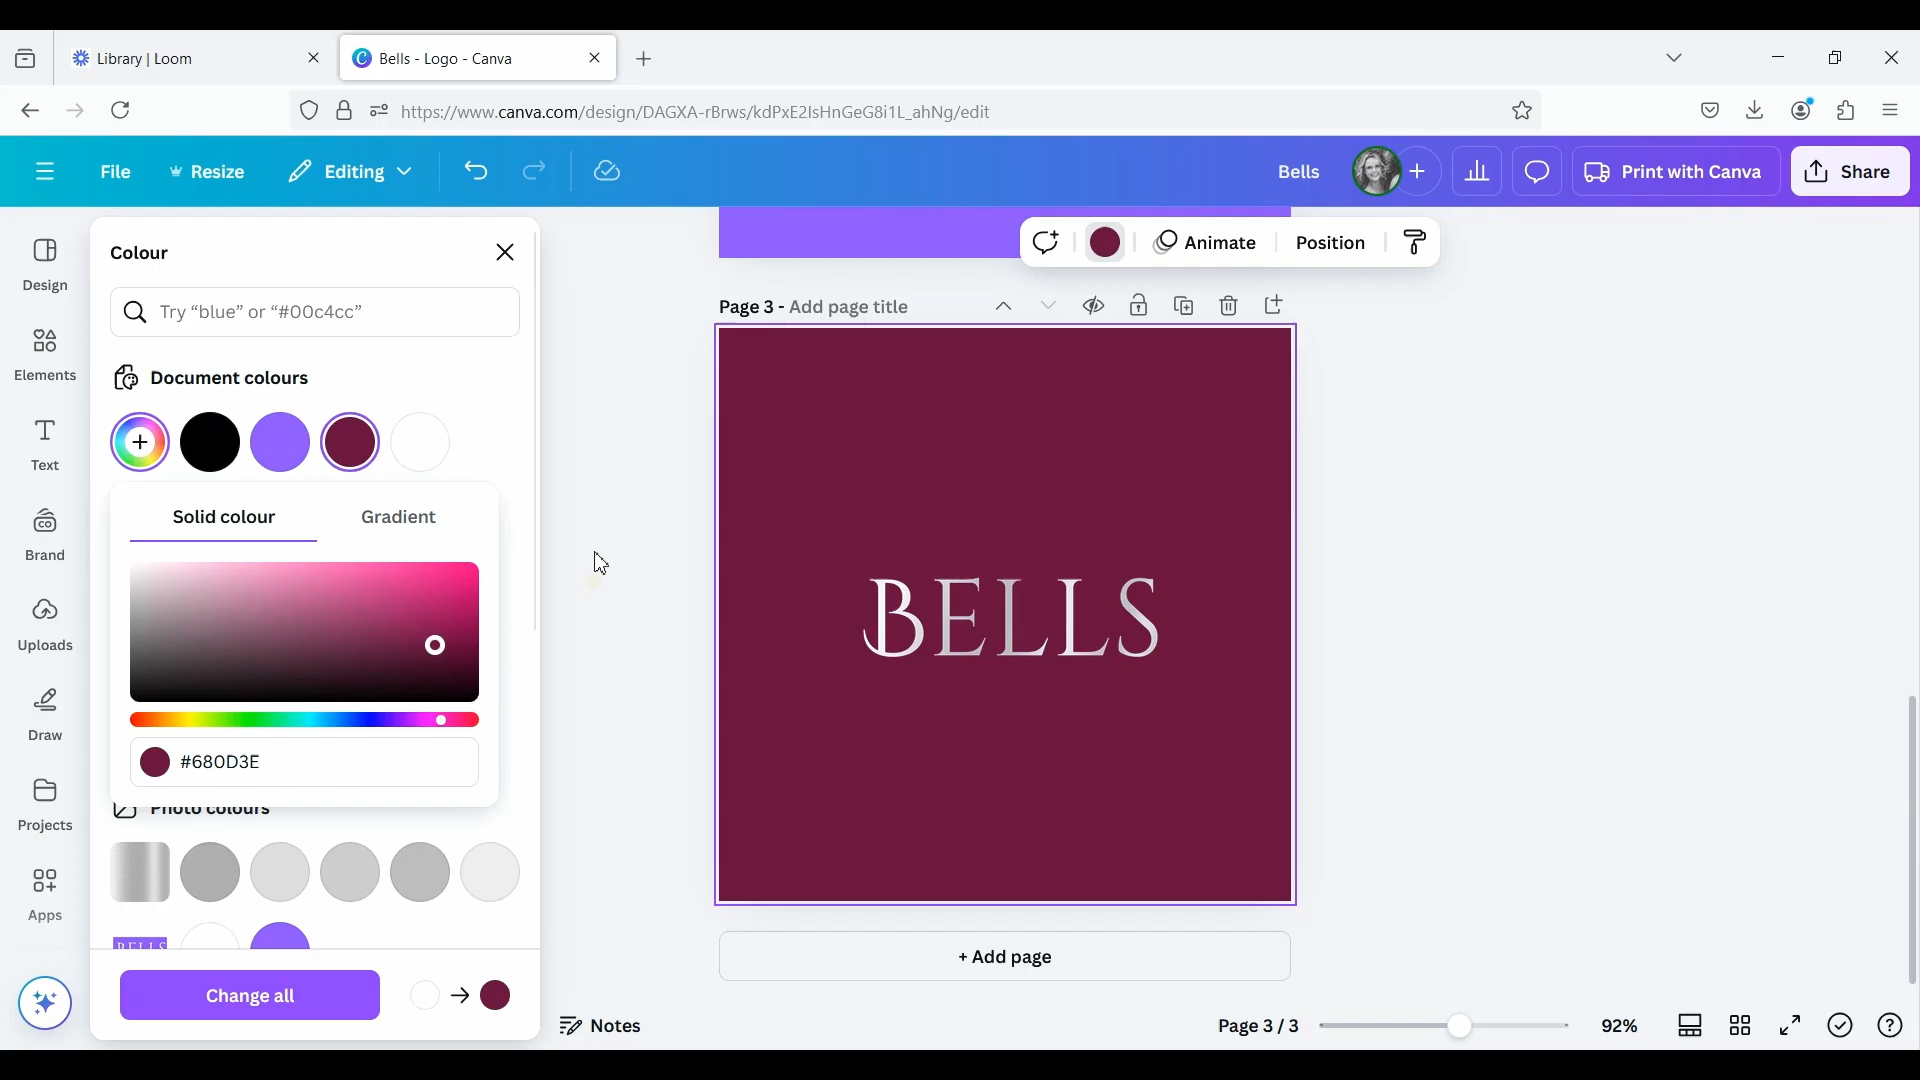 Library | Loom
Bells - Logo - Canva
https://www.canva.com/design/DAGXA-rBrws/kdPxE2IsHnGeG8i1L_ahNg/edit
File
Resize
Editing
Bells
Print with Canva
Share
Design
Elements
Text
Brand
Uploads
Draw
Projects
Apps
Colour
Try “blue” or “#00c4cc”
Document colours
Solid colour
Gradient
#680D3E
Photo colours
BELLS
Change all
Animate
Position
Page 3 - Add page title
BELLS
+ Add page
Notes
Page 3 / 3
92%